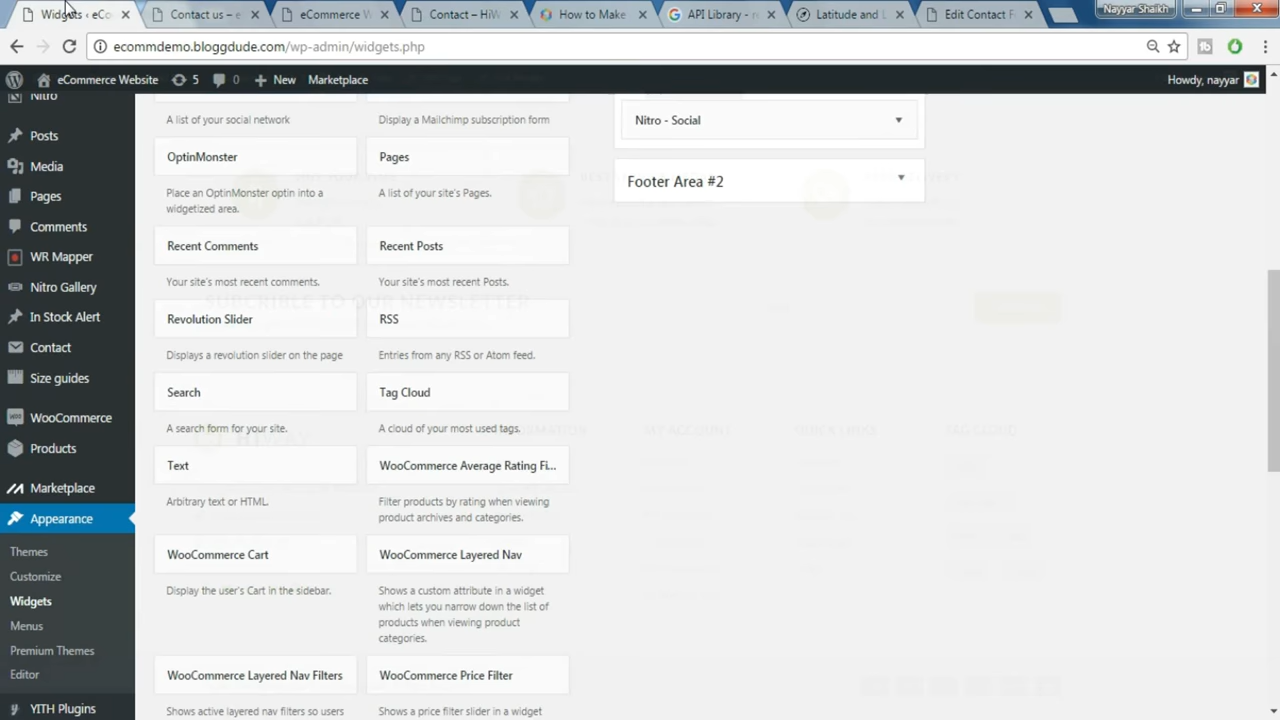 Widgets ‹ eCo
Contact us – e
eCommerce W
Contact – HiW
How to Make
API Library - r
Latitude and L
Edit Contact F
Nayyar Shaikh
ecommdemo.bloggdude.com/wp-admin/widgets.php
eCommerce Website
5
0
New
Marketplace
Howdy, nayyar
Nitro
Posts
Media
Pages
Comments
WR Mapper
Nitro Gallery
In Stock Alert
Contact
Size guides
WooCommerce
Products
Marketplace
Appearance
Themes
Customize
Widgets
Menus
Premium Themes
Editor
YITH Plugins
A list of your social network
Display a Mailchimp subscription form
OptinMonster
Pages
Place an OptinMonster optin into a
widgetized area.
A list of your site's Pages.
Recent Comments
Recent Posts
Your site's most recent comments.
Your site's most recent Posts.
SUBCRIBLE TO OUR NEWSLETTER
Revolution Slider
RSS
Displays a revolution slider on the page
Entries from any RSS or Atom feed.
Search
Tag Cloud
A search form for your site.
A cloud of your most used tags.
Text
WooCommerce Average Rating Fi...
Arbitrary text or HTML.
Filter products by rating when viewing
product archives and categories.
WooCommerce Cart
WooCommerce Layered Nav
Display the user's Cart in the sidebar.
Shows a custom attribute in a widget
which lets you narrow down the list of
products when viewing product
categories.
WooCommerce Layered Nav Filters
WooCommerce Price Filter
Shows active layered nav filters so users
Shows a price filter slider in a widget
Nitro - Social
Footer Area #2
MY ACCOUNT
QUICK LINKS
TAG CLOUD